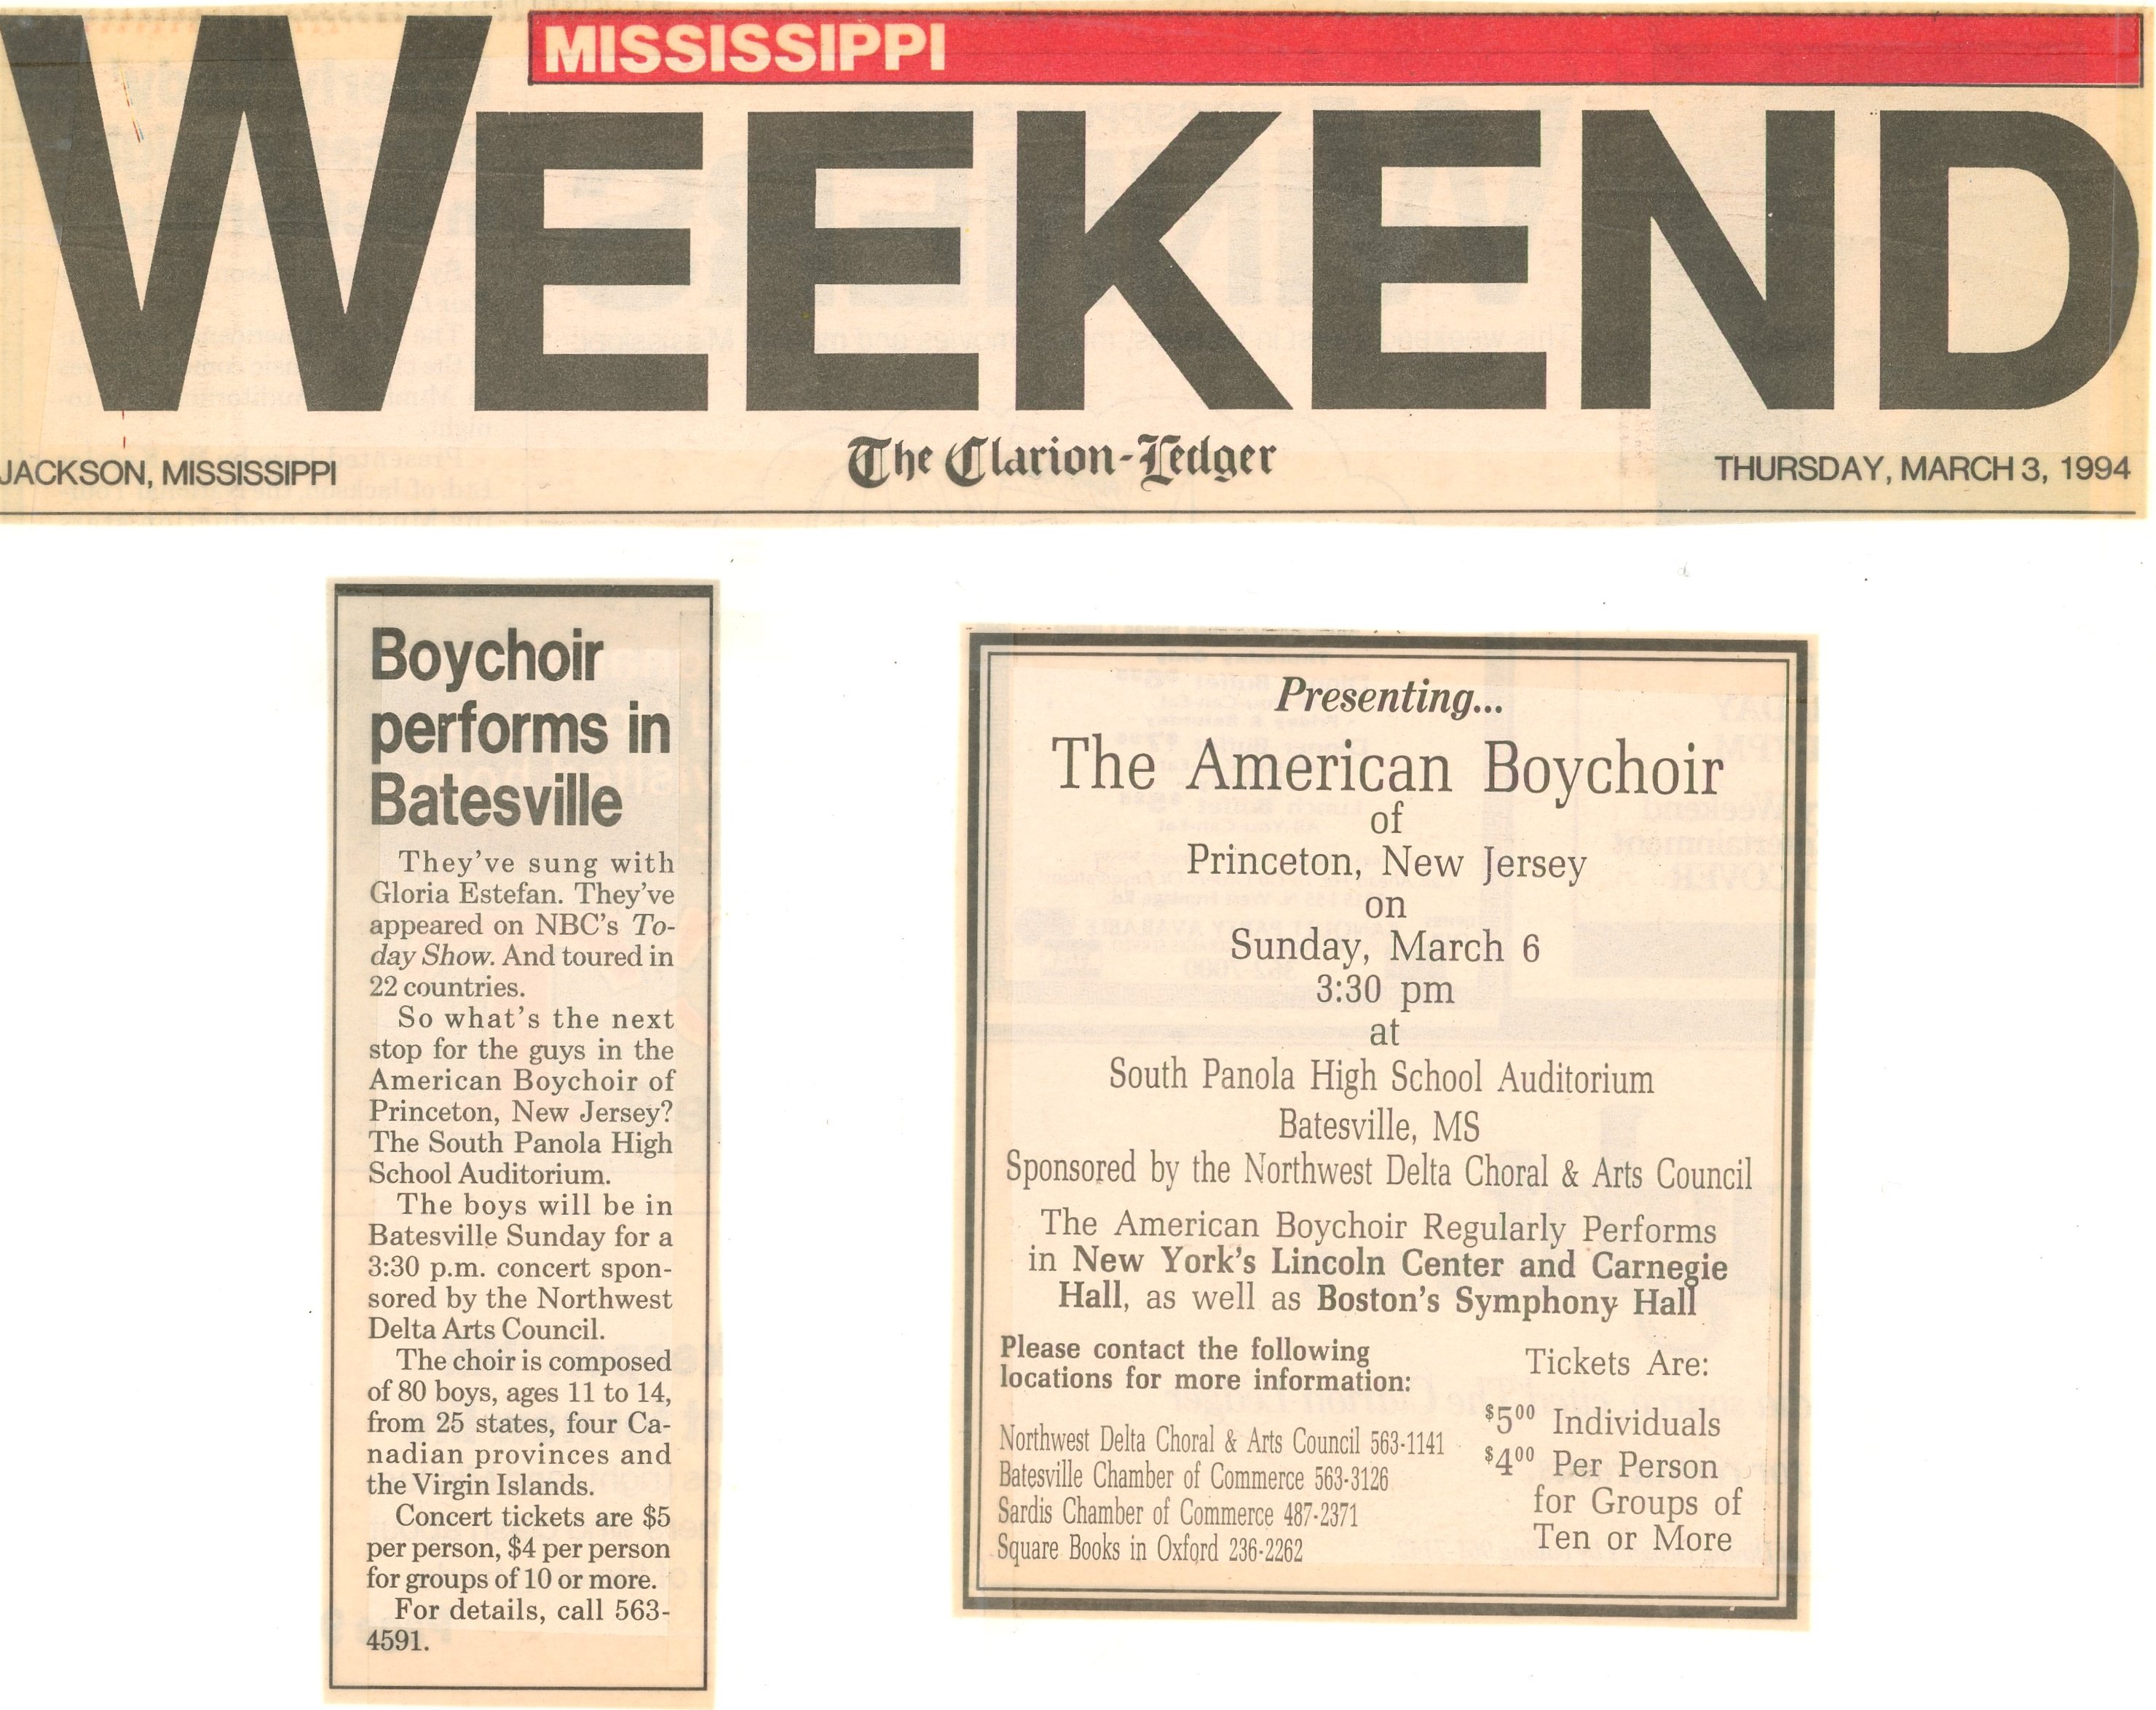 MISSISSIPPI
WEEKEND
JACKSON, MISSISSIPPI
The Clarion-Ledger
THURSDAY, MARCH 3, 1994
Boychoir
performs in
Batesville
They've sung with
Gloria Estefan. They've
appeared on NBC's To-
day Show. And toured in
22 countries.
So what's the next
stop for the guys in the
American Boychoir of
Princeton, New Jersey?
The South Panola High
School Auditorium.
The boys will be in
Batesville Sunday for a
3:30 p.m. concert spon-
sored by the Northwest
Delta Arts Council.
The choir is composed
of 80 boys, ages 11 to 14,
from 25 states, four Ca-
nadian provinces and
the Virgin Islands.
Concert tickets are $5
per person, $4 per person
for groups of 10 or more.
For details, call 563-
4591.
Presenting...
The American Boychoir
of
Princeton, New Jersey
on
Sunday, March 6
3:30 pm
at
South Panola High School Auditorium
Batesville, MS
Sponsored by the Northwest Delta Choral & Arts Council
The American Boychoir Regularly Performs
in New York's Lincoln Center and Carnegie
Hall, as well as Boston's Symphony Hall
Please contact the following
locations for more information:
Northwest Delta Choral & Arts Council 563-1141
Batesville Chamber of Commerce 563-3126
Sardis Chamber of Commerce 487-2371
Square Books in Oxford 236-2262
Tickets Are:
$5⁰⁰ Individuals
$4⁰⁰ Per Person
for Groups of
Ten or More